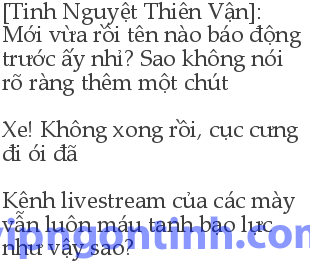 [Tinh Nguyệt Thiên Vận]:
Mới vừa rồi tên nào báo động
trước ấy nhỉ? Sao không nói
rõ ràng thêm một chút
Xe! Không xong rồi, cục cưng
đi ói đã
Kênh livestream của các mày
vẫn luôn máu tanh bạo lực
như vậy sao?
vipngontinh.com